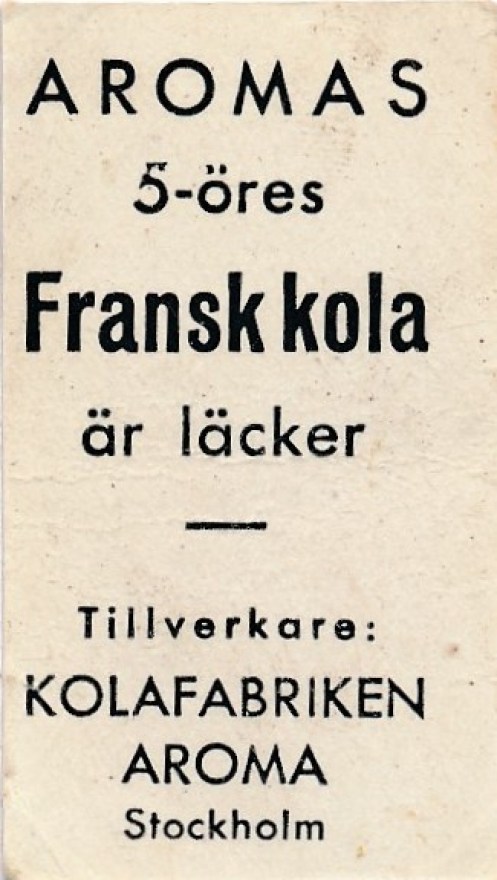 AROMAS
5-öres
Fransk kola
är läcker
Tillverkare:
KOLAFABRIKEN
AROMA
Stockholm